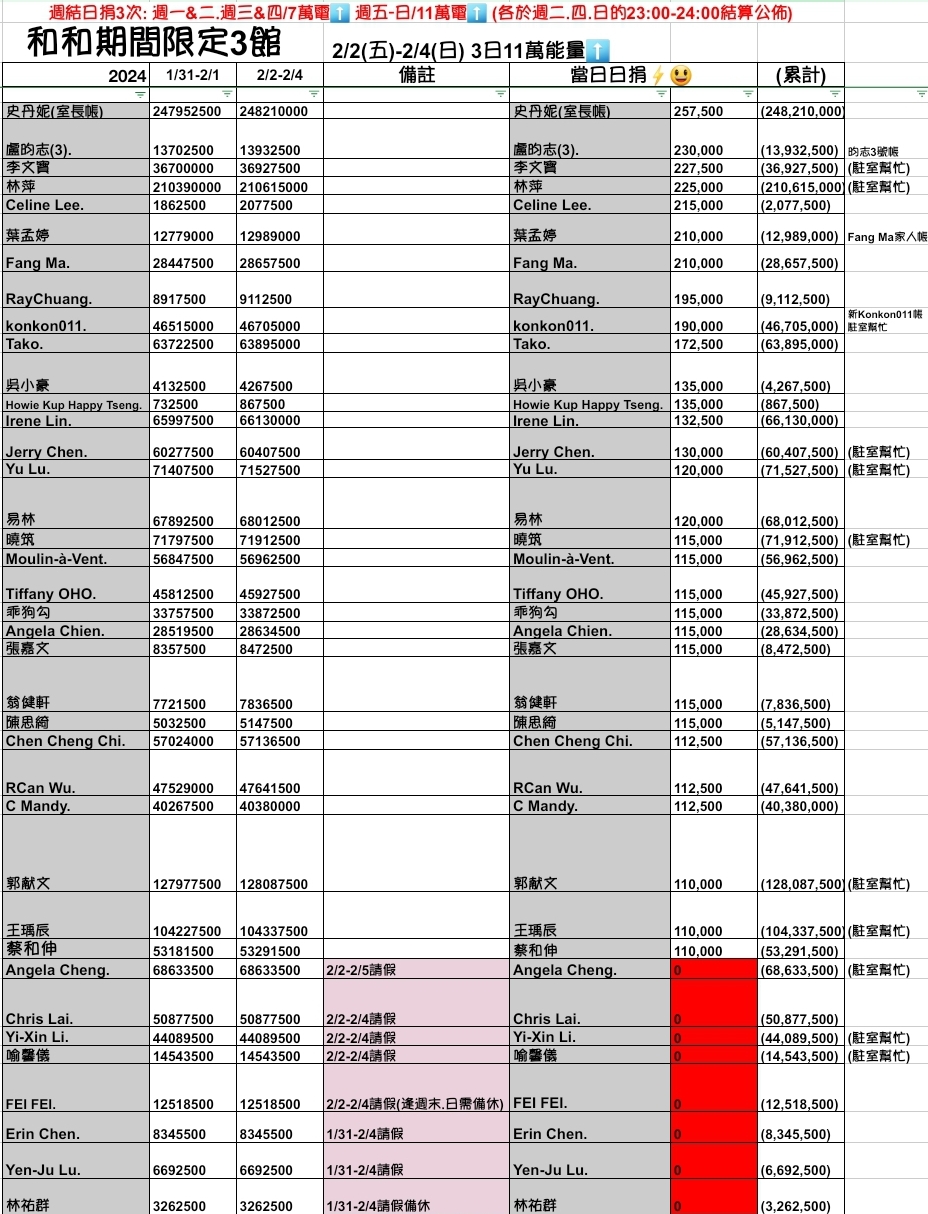 週結日捐3次: 週一&二.週三&四/7萬電⬆️ 週五-日/11萬電⬆️ (各於週二.四.日的23:00-24:00結算公佈)
和和期間限定3館 2/2(五)-2/4(日) 3日11萬能量⬆️
2024 1/31-2/1 2/2-2/4 備註 當日日捐⚡😃 (累計)
史丹妮(室長帳) 247952500 248210000 史丹妮(室長帳) 257,500 (248,210,000)
盧昀志(3). 13702500 13932500 盧昀志(3). 230,000 (13,932,500) 昀志3號帳
李文寶 36700000 36927500 李文寶 227,500 (36,927,500) (駐室幫忙)
林萍 210390000 210615000 林萍 225,000 (210,615,000) (駐室幫忙)
Celine Lee. 1862500 2077500 Celine Lee. 215,000 (2,077,500)
葉孟婷 12779000 12989000 葉孟婷 210,000 (12,989,000) Fang Ma家人帳
Fang Ma. 28447500 28657500 Fang Ma. 210,000 (28,657,500)
RayChuang. 8917500 9112500 RayChuang. 195,000 (9,112,500)
konkon011. 46515000 46705000 konkon011. 190,000 (46,705,000) 新Konkon011帳
駐室幫忙
Tako. 63722500 63895000 Tako. 172,500 (63,895,000)
吳小豪 4132500 4267500 吳小豪 135,000 (4,267,500)
Howie Kup Happy Tseng. 732500 867500 Howie Kup Happy Tseng. 135,000 (867,500)
Irene Lin. 65997500 66130000 Irene Lin. 132,500 (66,130,000)
Jerry Chen. 60277500 60407500 Jerry Chen. 130,000 (60,407,500) (駐室幫忙)
Yu Lu. 71407500 71527500 Yu Lu. 120,000 (71,527,500) (駐室幫忙)
易林 67892500 68012500 易林 120,000 (68,012,500)
曉筑 71797500 71912500 曉筑 115,000 (71,912,500) (駐室幫忙)
Moulin-à-Vent. 56847500 56962500 Moulin-à-Vent. 115,000 (56,962,500)
Tiffany OHO. 45812500 45927500 Tiffany OHO. 115,000 (45,927,500)
乖狗勾 33757500 33872500 乖狗勾 115,000 (33,872,500)
Angela Chien. 28519500 28634500 Angela Chien. 115,000 (28,634,500)
張嘉文 8357500 8472500 張嘉文 115,000 (8,472,500)
翁健軒 7721500 7836500 翁健軒 115,000 (7,836,500)
陳思綺 5032500 5147500 陳思綺 115,000 (5,147,500)
Chen Cheng Chi. 57024000 57136500 Chen Cheng Chi. 112,500 (57,136,500)
RCan Wu. 47529000 47641500 RCan Wu. 112,500 (47,641,500)
C Mandy. 40267500 40380000 C Mandy. 112,500 (40,380,000)
郭献文 127977500 128087500 郭献文 110,000 (128,087,500) (駐室幫忙)
王瑀辰 104227500 104337500 王瑀辰 110,000 (104,337,500) (駐室幫忙)
蔡和伸 53181500 53291500 蔡和伸 110,000 (53,291,500)
Angela Cheng. 68633500 68633500 2/2-2/5請假 Angela Cheng. 0 (68,633,500) (駐室幫忙)
Chris Lai. 50877500 50877500 2/2-2/4請假 Chris Lai. 0 (50,877,500)
Yi-Xin Li. 44089500 44089500 2/2-2/4請假 Yi-Xin Li. 0 (44,089,500) (駐室幫忙)
喻馨儀 14543500 14543500 2/2-2/4請假 喻馨儀 0 (14,543,500) (駐室幫忙)
FEI FEI. 12518500 12518500 2/2-2/4請假(逢週末.日需備休) FEI FEI. 0 (12,518,500)
Erin Chen. 8345500 8345500 1/31-2/4請假 Erin Chen. 0 (8,345,500)
Yen-Ju Lu. 6692500 6692500 1/31-2/4請假 Yen-Ju Lu. 0 (6,692,500)
林祐群 3262500 3262500 1/31-2/4請假備休 林祐群 0 (3,262,500)